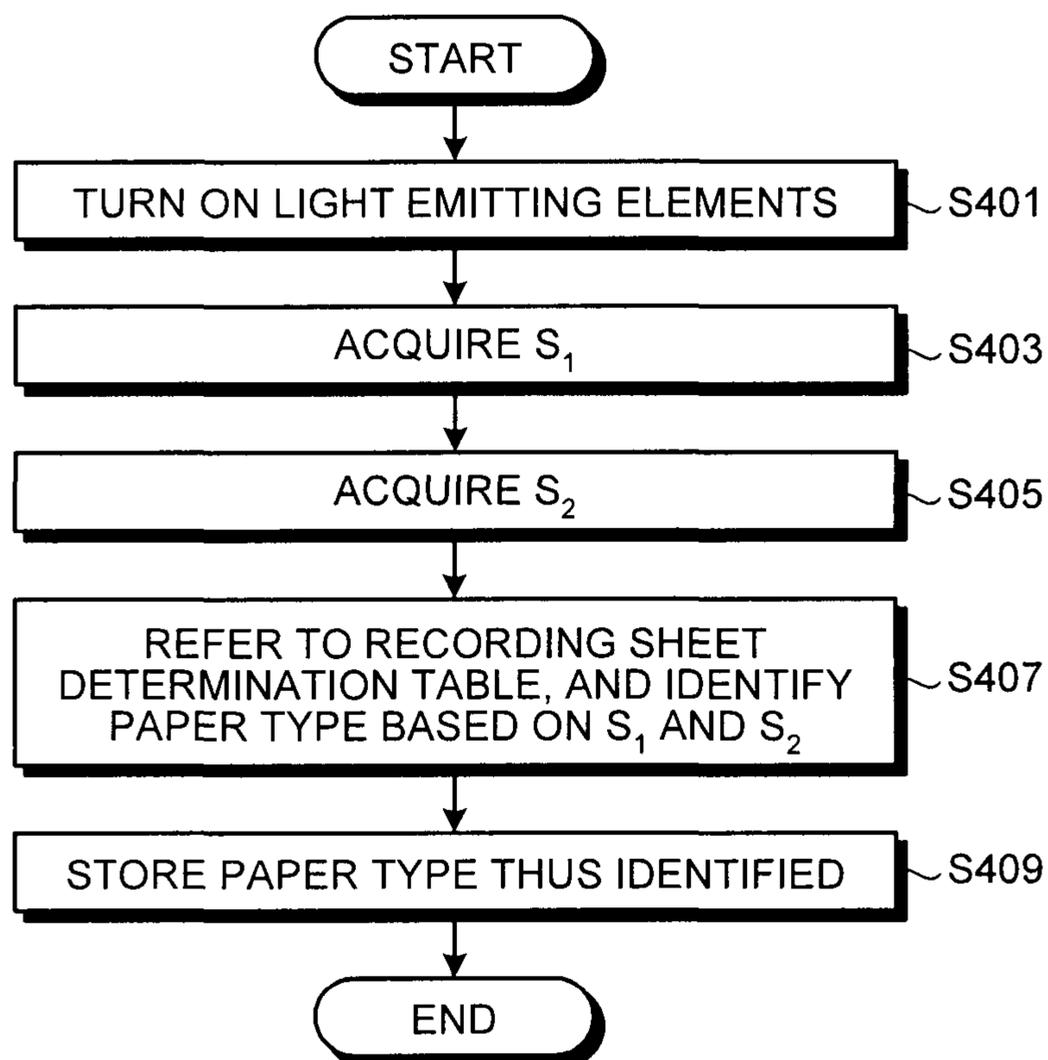 START
TURN ON LIGHT EMITTING ELEMENTS
S401
ACQUIRE S₁
S403
ACQUIRE S₂
S405
REFER TO RECORDING SHEET
DETERMINATION TABLE, AND IDENTIFY
PAPER TYPE BASED ON S₁ AND S₂
S407
STORE PAPER TYPE THUS IDENTIFIED
S409
END